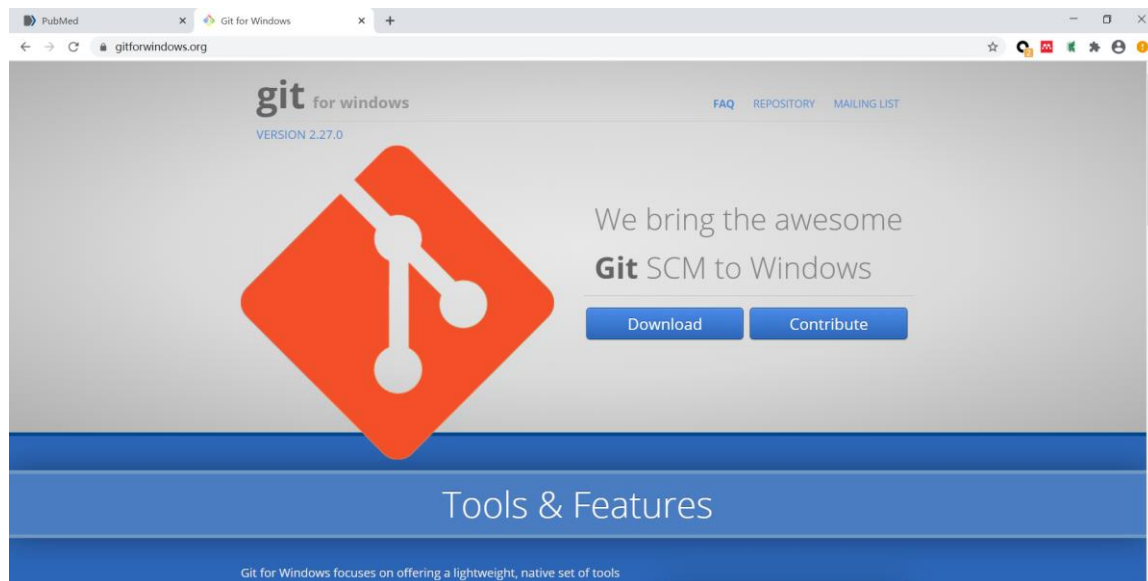 PubMed
Git for Windows
gitforwindows.org
git for windows
FAQ REPOSITORY MAILING LIST
VERSION 2.27.0
We bring the awesome
Git SCM to Windows
Download Contribute
Tools & Features
Git for Windows focuses on offering a lightweight, native set of tools